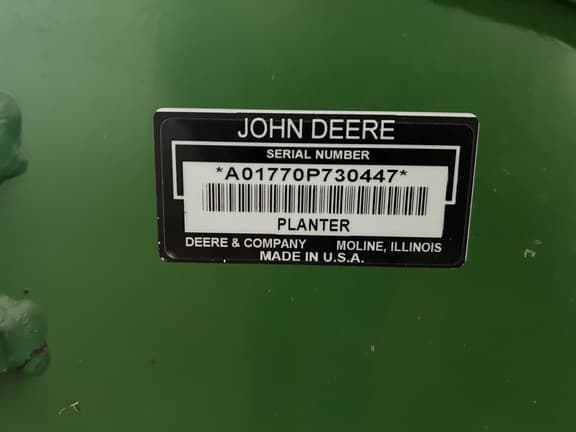 JOHN DEERE
SERIAL NUMBER
*A01770P730447*
PLANTER
DEERE & COMPANY MOLINE, ILLINOIS
MADE IN U.S.A.